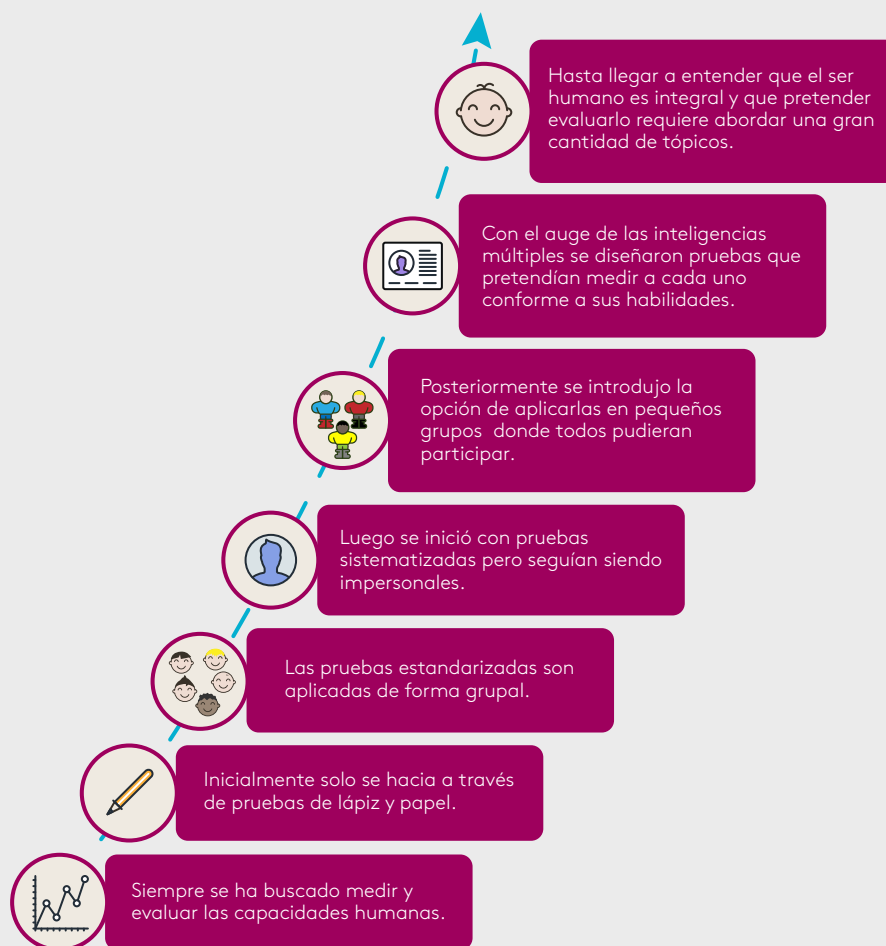 Hasta llegar a entender que el ser
humano es integral y que pretender
evaluarlo requiere abordar una gran
cantidad de tópicos.
Con el auge de las inteligencias
múltiples se diseñaron pruebas que
pretendían medir a cada uno
conforme a sus habilidades.
Posteriormente se introdujo la
opción de aplicarlas en pequeños
grupos  donde todos pudieran
participar.
Luego se inició con pruebas
sistematizadas pero seguían siendo
impersonales.
Las pruebas estandarizadas son
aplicadas de forma grupal.
Inicialmente solo se hacia a través
de pruebas de lápiz y papel.
Siempre se ha buscado medir y
evaluar las capacidades humanas.